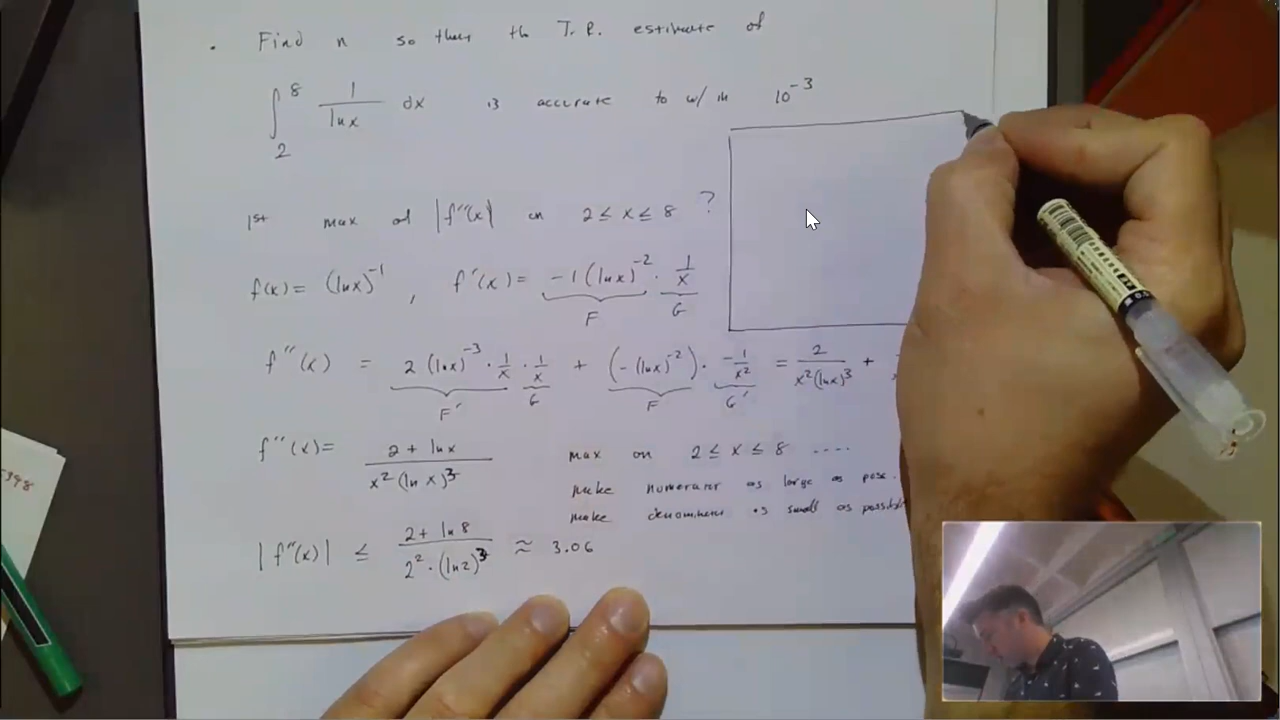 . Find n so that th T.R. estimate of
∫₂⁸ 1/ln x dx is accurate to w/in 10⁻³
1st max of |f''(x)| on 2 ≤ x ≤ 8 ?
f(x) = (ln x)⁻¹ , f'(x) = -1 (ln x)⁻² · 1/x
F G
f''(x) = 2 (ln x)⁻³ · 1/x · 1/x + (-(ln x)⁻²) · -1/x² = 2/(x²(ln x)³) +
F' G F G'
f''(x) = (2 + ln x)/(x² (ln x)³) max on 2 ≤ x ≤ 8 ....
make numerator as large as poss.
make denominator as small as possible
|f''(x)| ≤ (2 + ln 8)/(2² · (ln 2)³) ≈ 3.06
5398